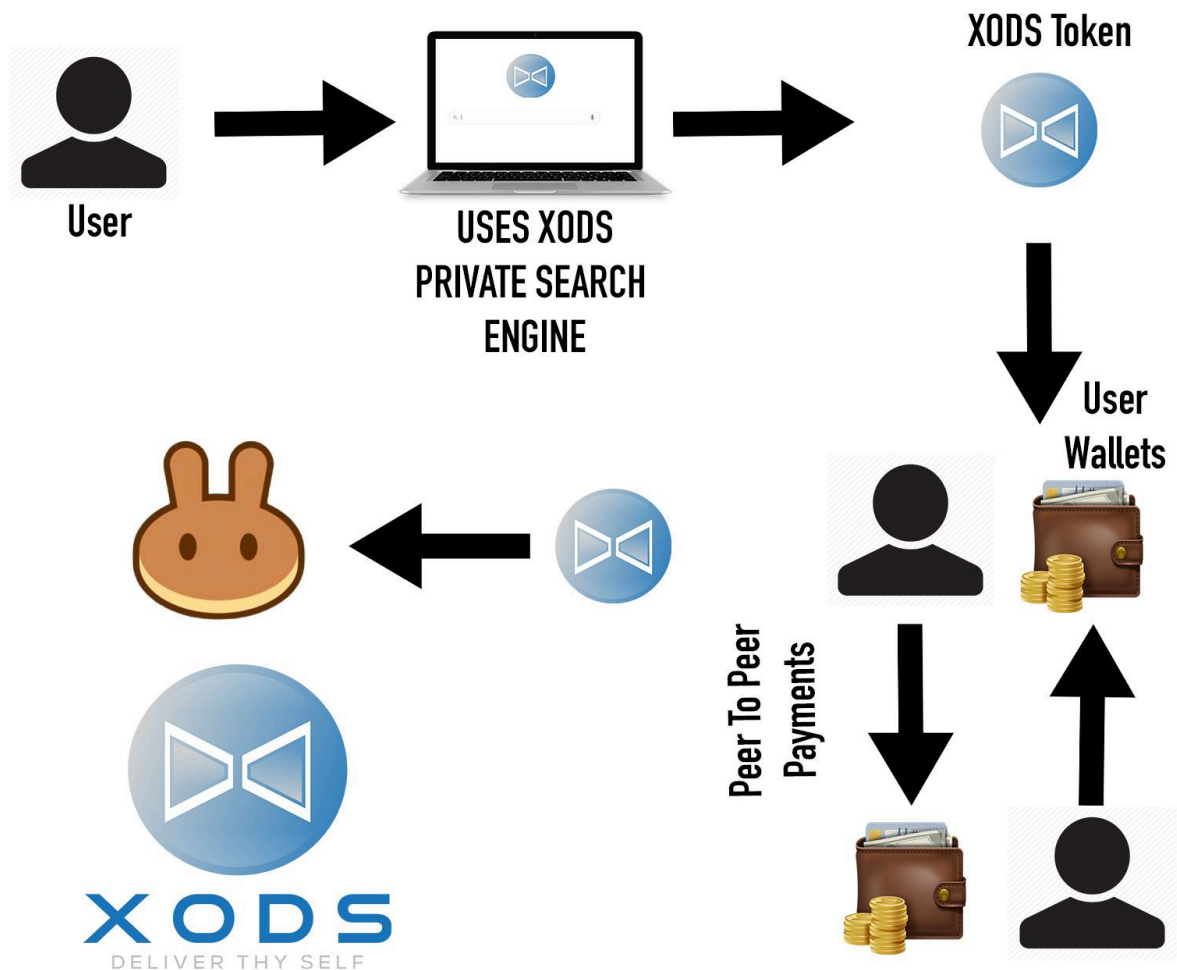 XODS Token
User
USES XODS
PRIVATE SEARCH
ENGINE
User
Wallets
Peer To Peer
Payments
XODS
DELIVER THY SELF